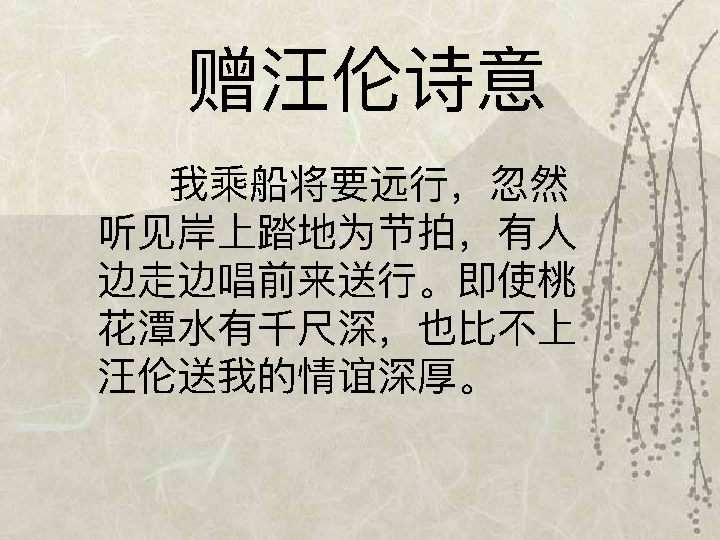 赠汪伦诗意
我乘船将要远行，忽然
听见岸上踏地为节拍，有人
边走边唱前来送行。即使桃
花潭水有千尺深，也比不上
汪伦送我的情谊深厚。